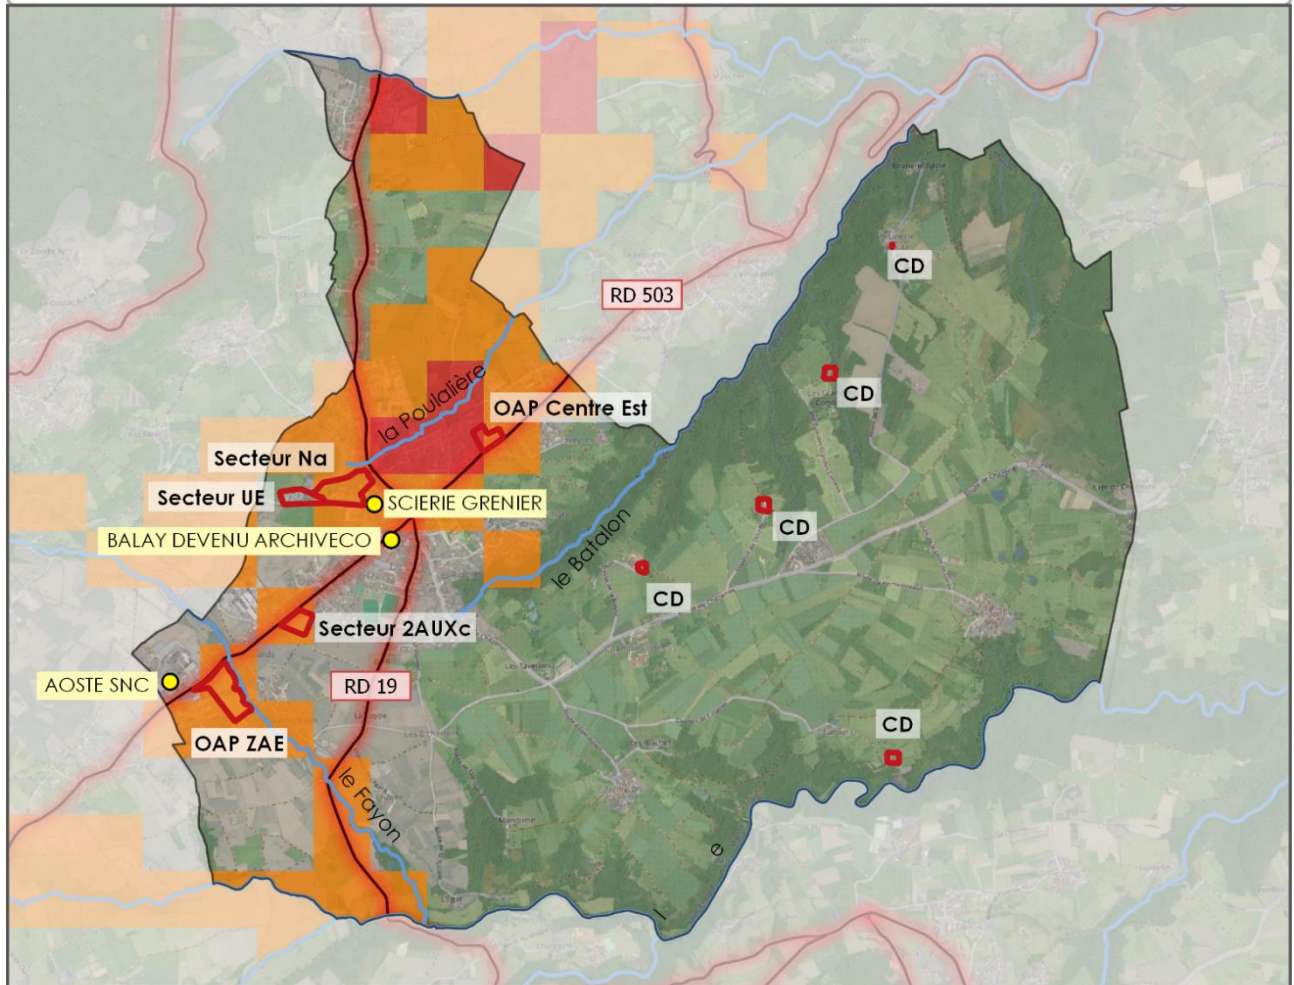 CD
RD 503
CD
la Poulalière
OAP Centre Est
Secteur Na
Secteur UE
SCIERIE GRENIER
CD
BALAY DEVENU ARCHIVECO
le Batalon
CD
Secteur 2AUXc
AOSTE SNC
RD 19
OAP ZAE
CD
le Fayon
e
l